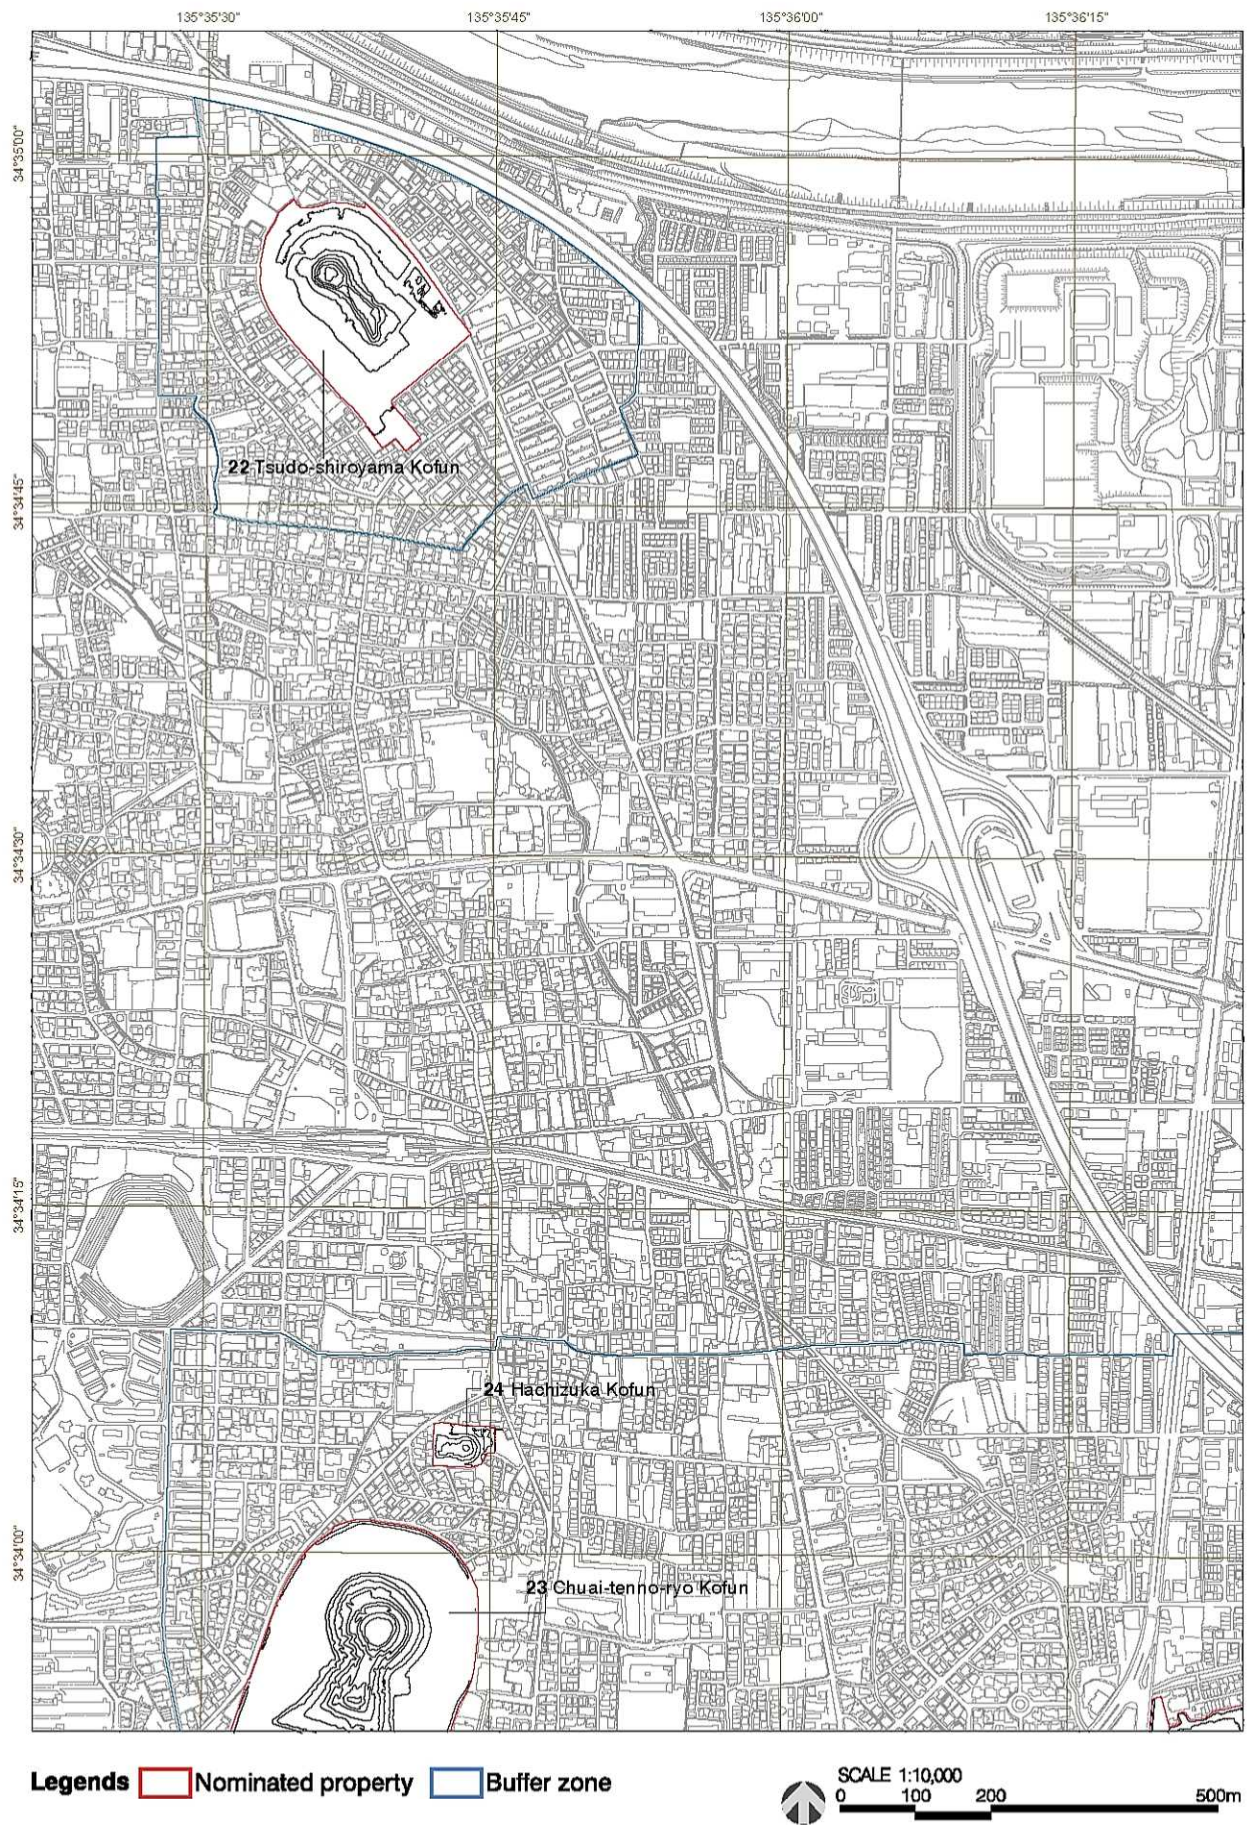 135°35'30" 135°35'45" 136°36'00" 135°36'15"
34°35'00"
22 Tsudo-shiroyama Kofun
34°34'45"
34°34'30"
34°34'15"
24 Hachizuka Kofun
34°34'00"
23 Chuai-tenno-ryo Kofun
Legends Nominated property Buffer zone
SCALE 1:10,000
0 100 200 500m